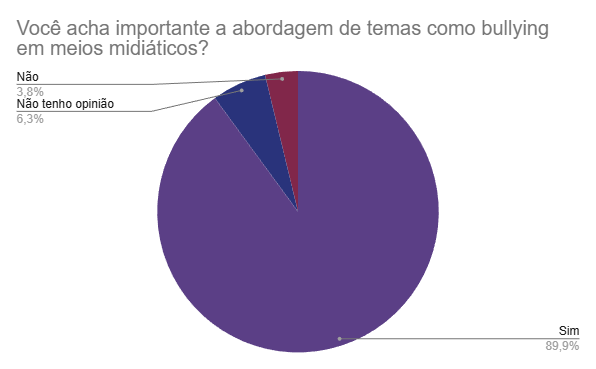 Você acha importante a abordagem de temas como bullying
em meios midiáticos?
Não
3,8%
Não tenho opinião
6,3%
Sim
89,9%